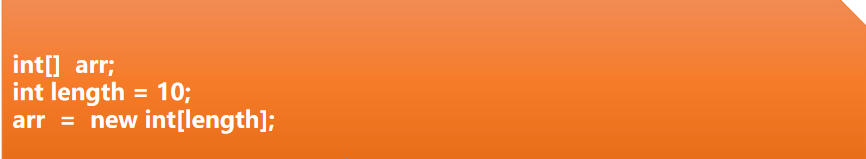 int[]  arr;
int length = 10;
arr  =  new int[length];